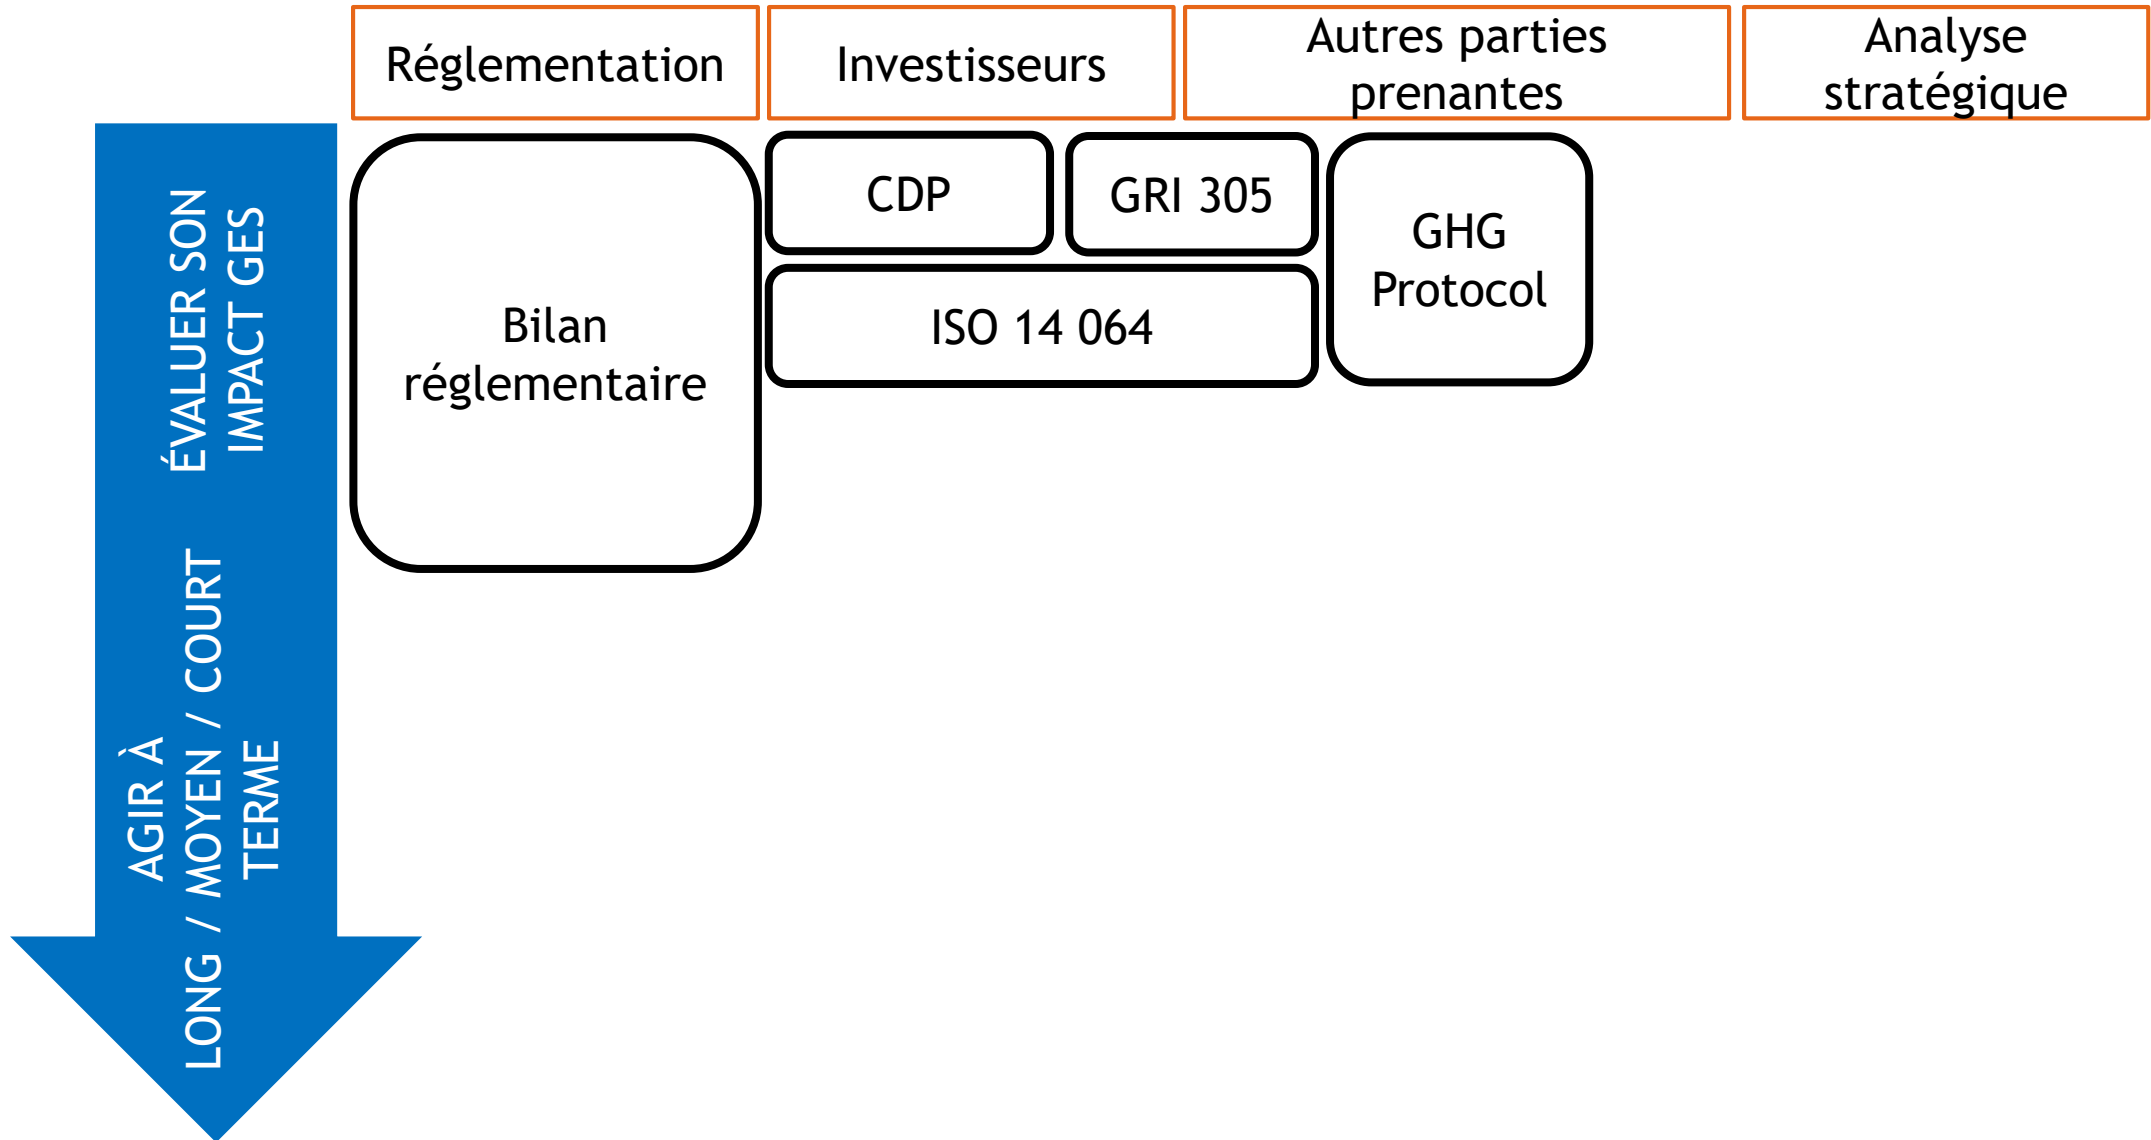 Réglementation
Investisseurs
Autres parties
prenantes
Analyse
stratégique
ÉVALUER SON
IMPACT GES
AGIR À
LONG / MOYEN / COURT
TERME
Bilan
réglementaire
CDP
GRI 305
ISO 14 064
GHG
Protocol